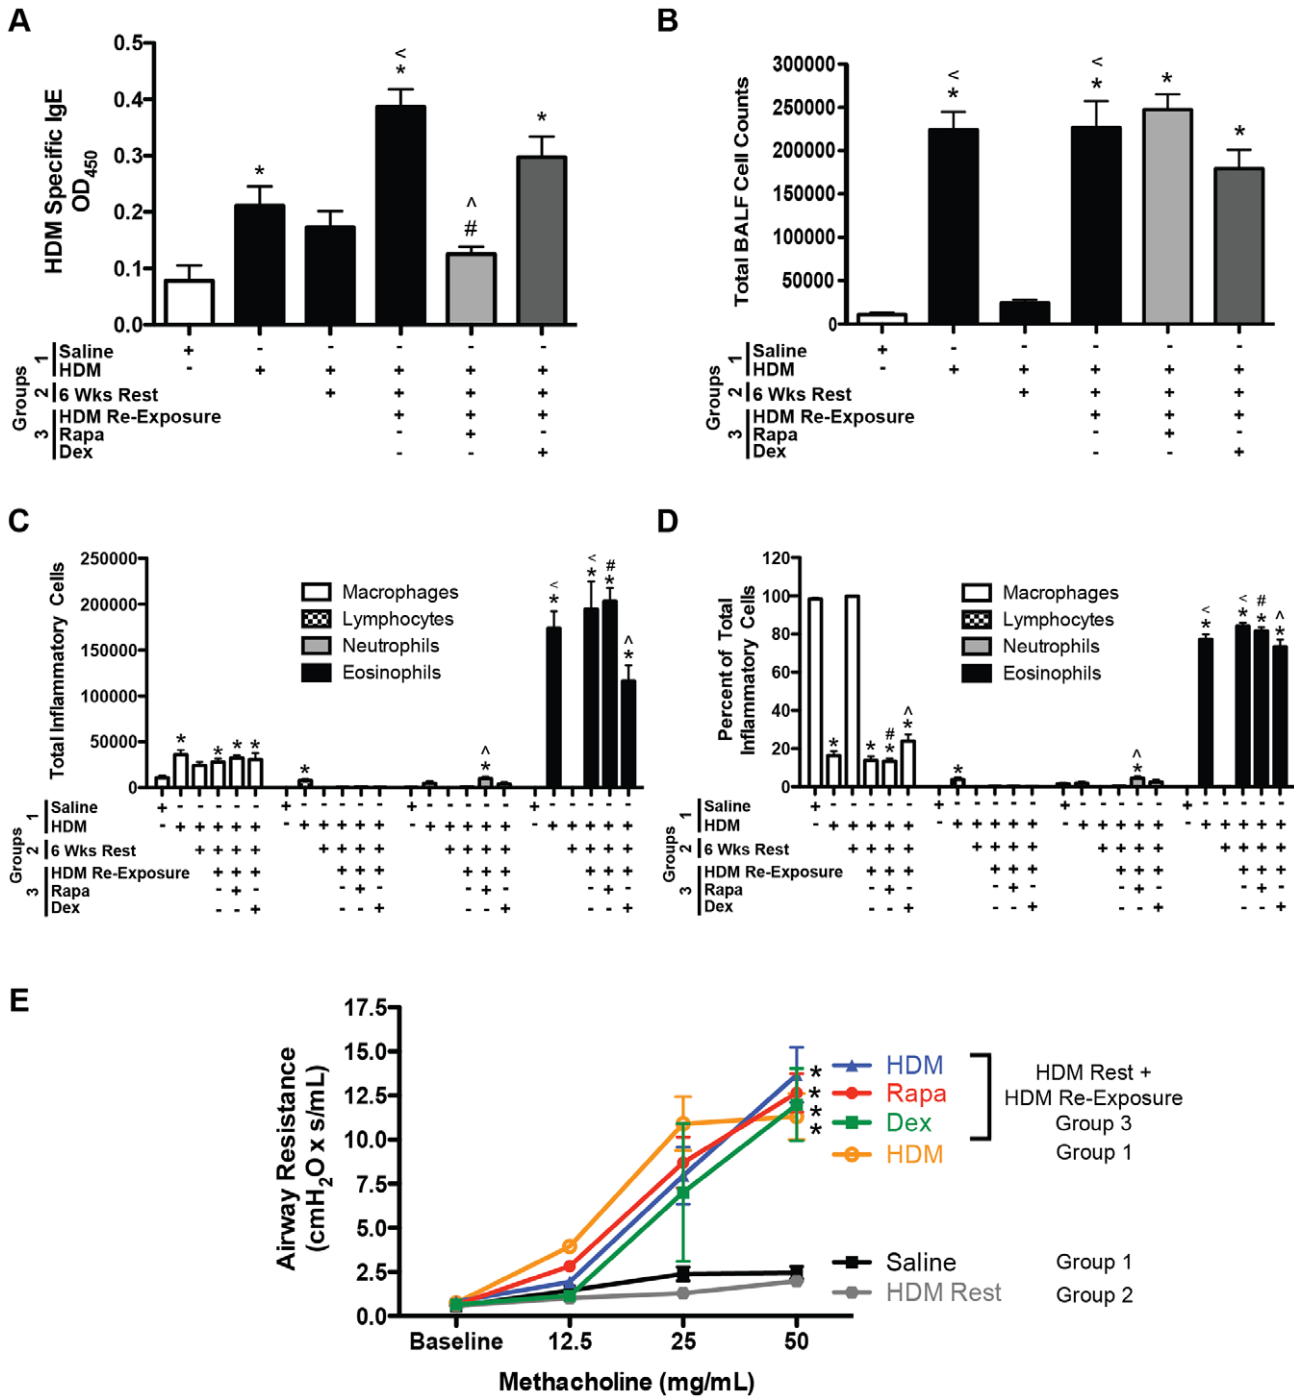 A
0.5
0.4
0.3
0.2
0.1
0.0
HDM Specific IgE
OD450
*
<
*
^
#
*
Groups
1
2
3
Saline + - - - - -
HDM - + + + + +
6 Wks Rest + + + +
HDM Re-Exposure + + +
Rapa - + -
Dex - - +
B
300000
250000
200000
150000
100000
50000
0
Total BALF Cell Counts
<
*
<
*
*
*
Groups
1
2
3
Saline + - - - - -
HDM - + + + + +
6 Wks Rest + + + +
HDM Re-Exposure + + +
Rapa - + -
Dex - - +
C
250000
200000
150000
100000
50000
0
Total Inflammatory Cells
Macrophages
Lymphocytes
Neutrophils
Eosinophils
* * * *
*
^
*
<
*
<
*
#
*
^
*
Groups
1
2
3
Saline + - - - - - + - - - - - + - - - - - + - - - - -
HDM - + + + + + - + + + + + - + + + + + - + + + + +
6 Wks Rest + + + + + + + + + + + + + + + +
HDM Re-Exposure + + + + + + + + + + + +
Rapa - + - - + - - + - - + -
Dex - - + - - + - - + - - +
D
120
100
80
60
40
20
0
Percent of Total
Inflammatory Cells
Macrophages
Lymphocytes
Neutrophils
Eosinophils
*
*
#
*
^
*
*
^
*
<
*
<
*
#
*
^
*
Groups
1
2
3
Saline + - - - - - + - - - - - + - - - - - + - - - - -
HDM - + + + + + - + + + + + - + + + + + - + + + + +
6 Wks Rest + + + + + + + + + + + + + + + +
HDM Re-Exposure + + + + + + + + + + + +
Rapa - + - - + - - + - - + -
Dex - - + - - + - - + - - +
E
17.5
15.0
12.5
10.0
7.5
5.0
2.5
0.0
Airway Resistance
(cmH2O x s/mL)
Baseline 12.5 25 50
Methacholine (mg/mL)
*
*
*
*
HDM
Rapa
Dex
HDM
HDM Rest +
HDM Re-Exposure
Group 3
Group 1
Saline Group 1
HDM Rest Group 2